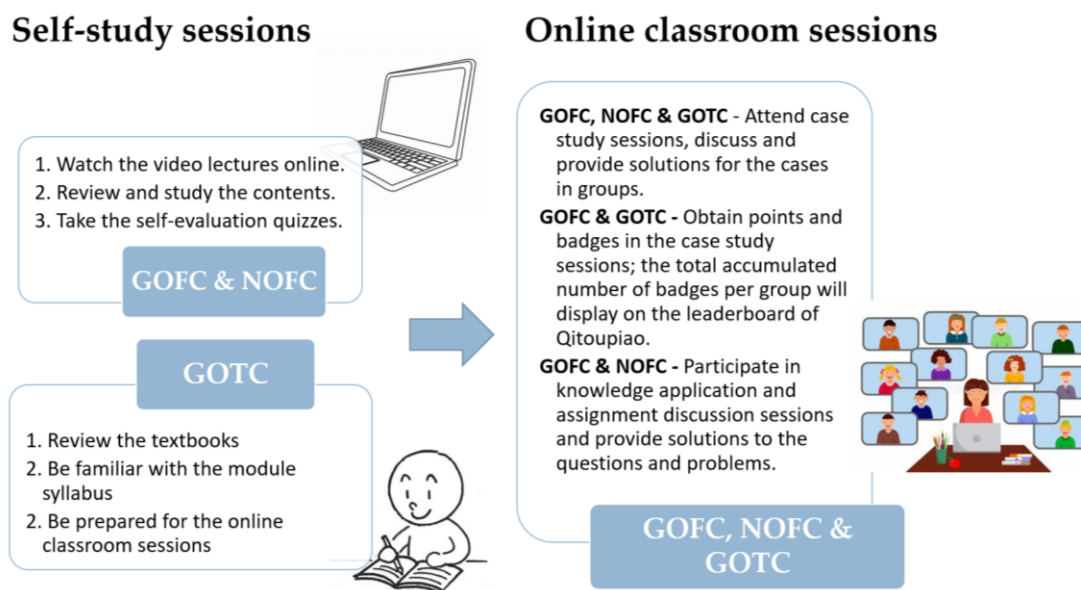 Self-study sessions
1. Watch the video lectures online.
2. Review and study the contents.
3. Take the self-evaluation quizzes.
GOFC & NOFC
GOTC
1. Review the textbooks
2. Be familiar with the module
syllabus
2. Be prepared for the online
classroom sessions
Online classroom sessions
GOFC, NOFC & GOTC - Attend case
study sessions, discuss and
provide solutions for the cases
in groups.
GOFC & GOTC - Obtain points and
badges in the case study
sessions; the total accumulated
number of badges per group will
display on the leaderboard of
Qitoupiao.
GOFC & NOFC - Participate in
knowledge application and
assignment discussion sessions
and provide solutions to the
questions and problems.
GOFC, NOFC &
GOTC